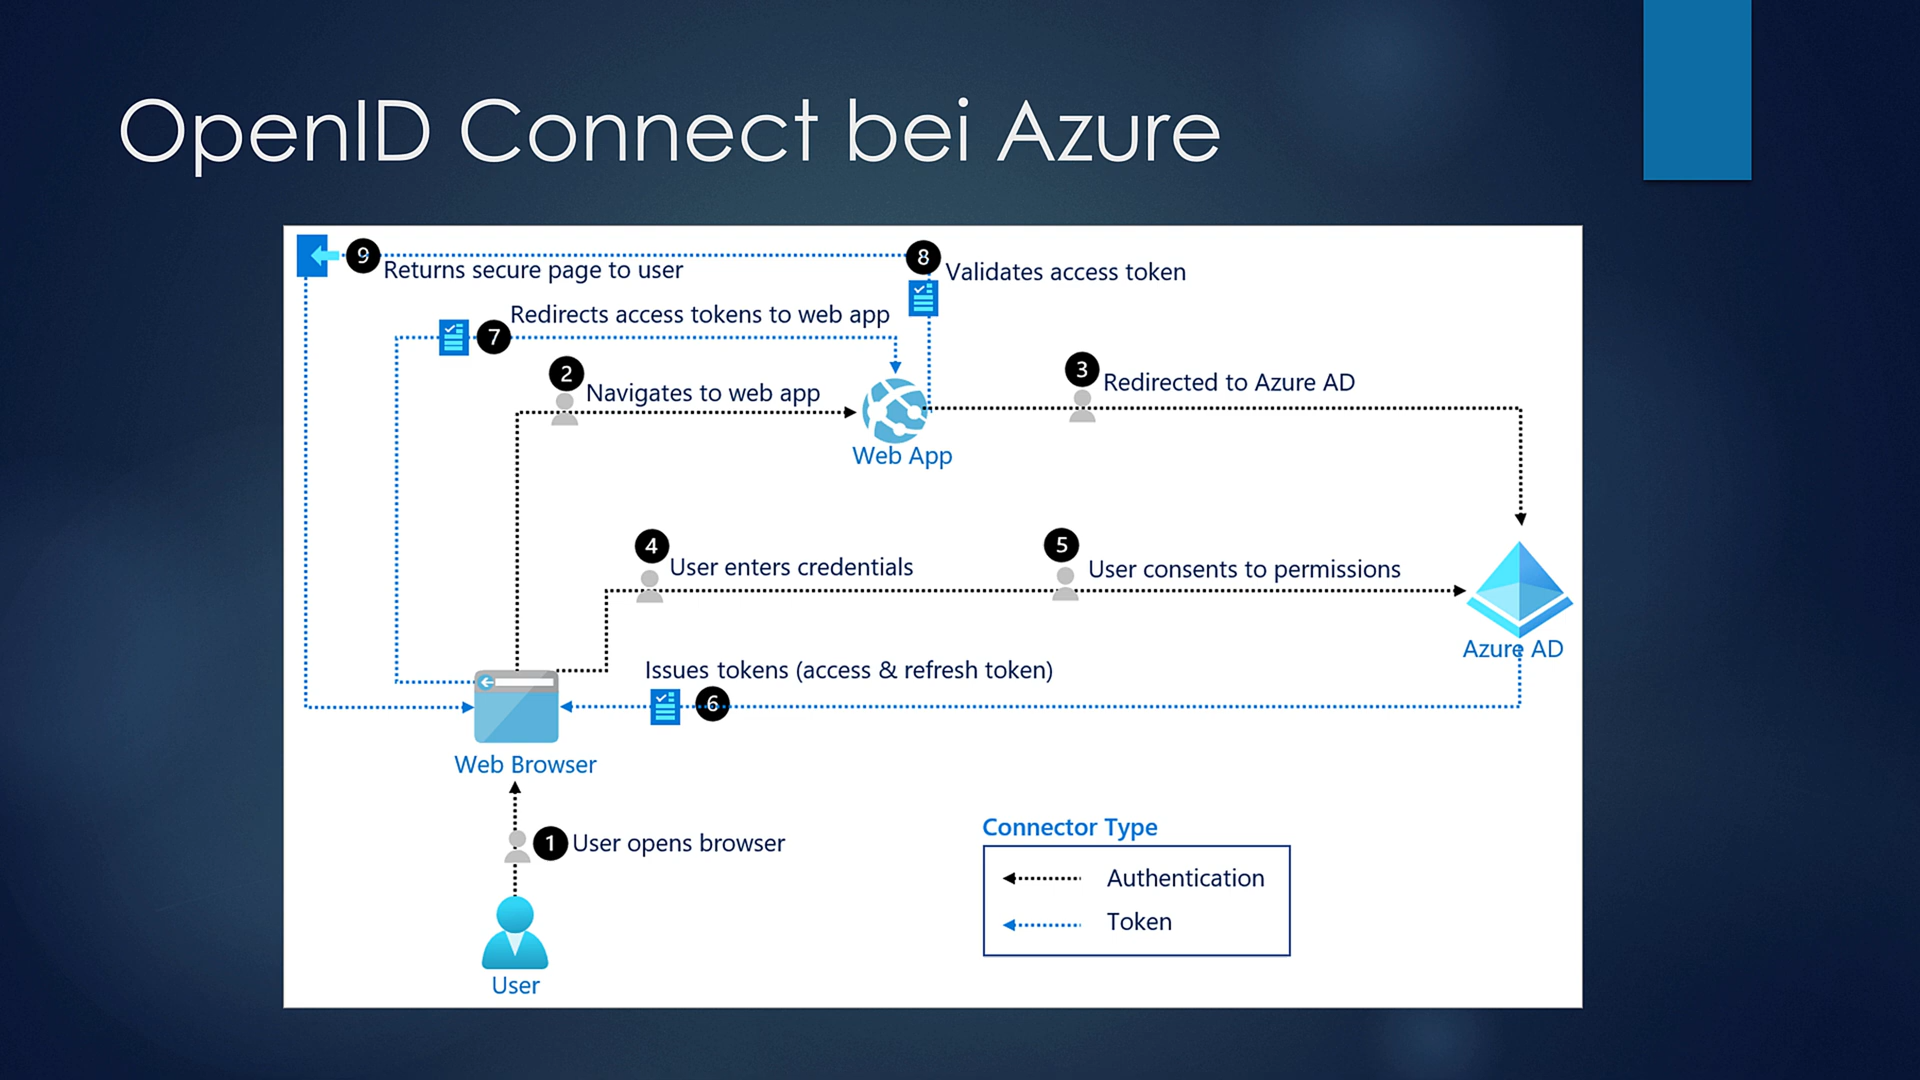 OpenID Connect bei Azure
9
Returns secure page to user
8
Validates access token
Redirects access tokens to web app
7
2
Navigates to web app
3
Redirected to Azure AD
Web App
4
User enters credentials
5
User consents to permissions
Azure AD
Issues tokens (access & refresh token)
6
Web Browser
1
User opens browser
User
Connector Type
Authentication
Token